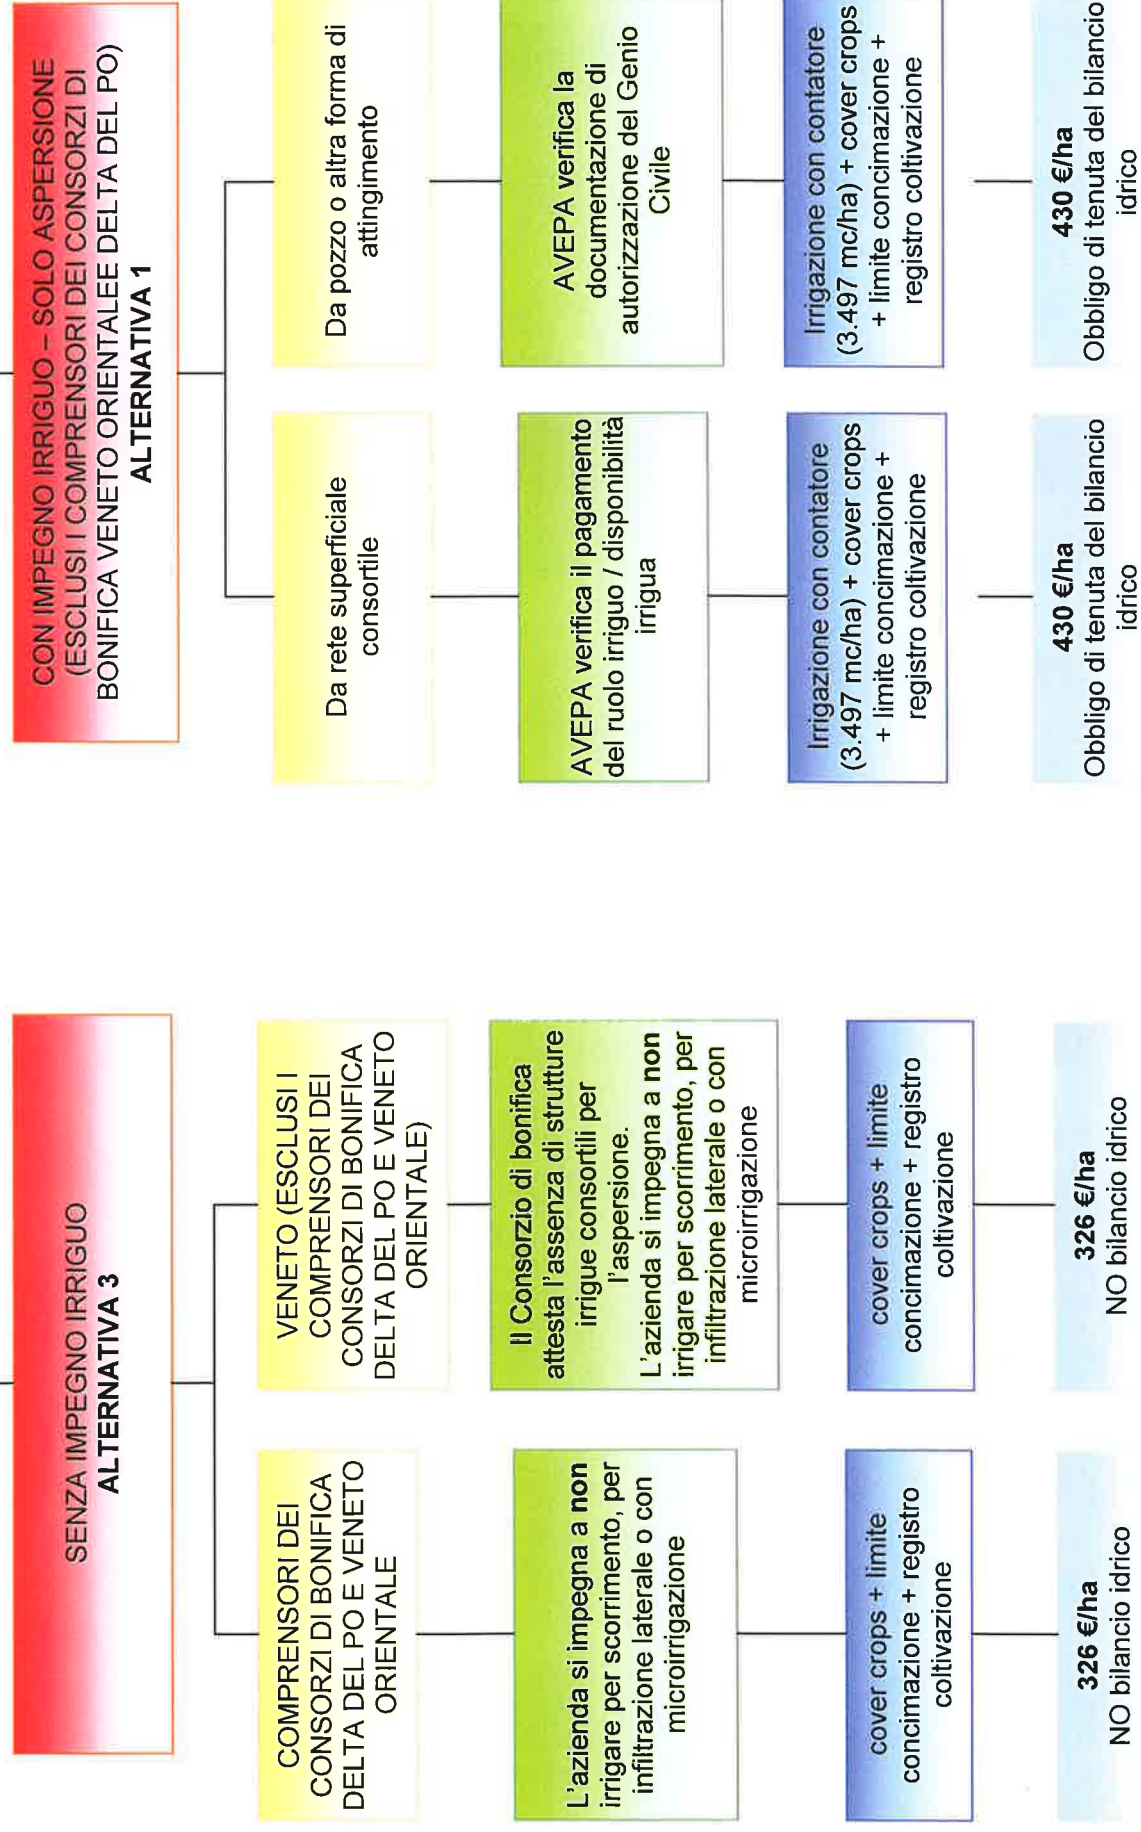 SENZA IMPEGNO IRRIGUO
ALTERNATIVA 3
COMPRENSORI DEI
CONSORZI DI BONIFICA
DELTA DEL PO E VENETO
ORIENTALE
L'azienda si impegna a non
irrigare per scorrimento, per
infiltrazione laterale o con
microirrigazione
cover crops + limite
concimazione + registro
coltivazione
326 €/ha
NO bilancio idrico
VENETO (ESCLUSI I
COMPRENSORI DEI
CONSORZI DI BONIFICA
DELTA DEL PO E VENETO
ORIENTALE)
Il Consorzio di bonifica
attesta l'assenza di strutture
irrigue consortili per
l'aspersione.
L'azienda si impegna a non
irrigare per scorrimento, per
infiltrazione laterale o con
microirrigazione
cover crops + limite
concimazione + registro
coltivazione
326 €/ha
NO bilancio idrico
CON IMPEGNO IRRIGUO – SOLO ASPERSIONE
(ESCLUSI I COMPRENSORI DEI CONSORZI DI
BONIFICA VENETO ORIENTALEE DELTA DEL PO)
ALTERNATIVA 1
Da rete superficiale
consortile
AVEPA verifica il pagamento
del ruolo irriguo / disponibilità
irrigua
Irrigazione con contatore
(3.497 mc/ha) + cover crops
+ limite concimazione +
registro coltivazione
430 €/ha
Obbligo di tenuta del bilancio
idrico
Da pozzo o altra forma di
attingimento
AVEPA verifica la
documentazione di
autorizzazione del Genio
Civile
Irrigazione con contatore
(3.497 mc/ha) + cover crops
+ limite concimazione +
registro coltivazione
430 €/ha
Obbligo di tenuta del bilancio
idrico